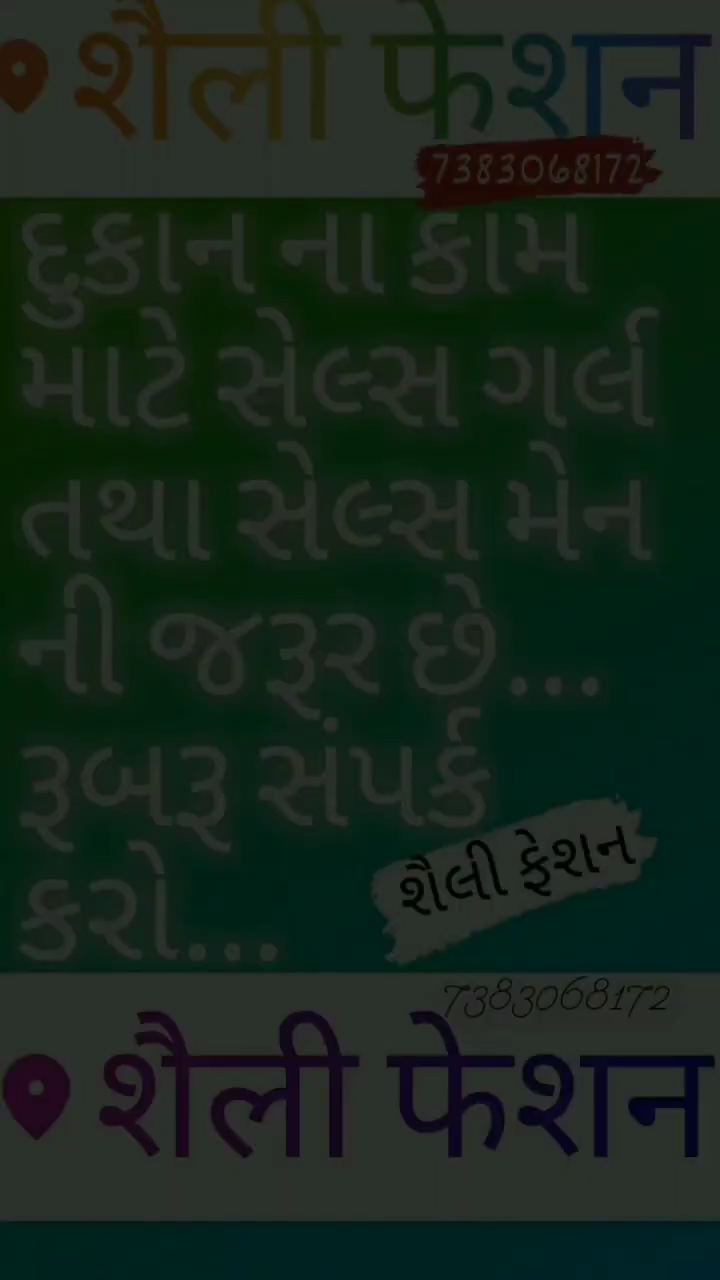 शैली फेशन
7383068172
દુકાન ના કામ
માટે સેલ્સ ગર્લ
તથા સેલ્સ મેન
ની જરૂર છે...
રૂબરૂ સંપર્ક
કરો...
શૈલી ફેશન
7383068172
शैली फेशन